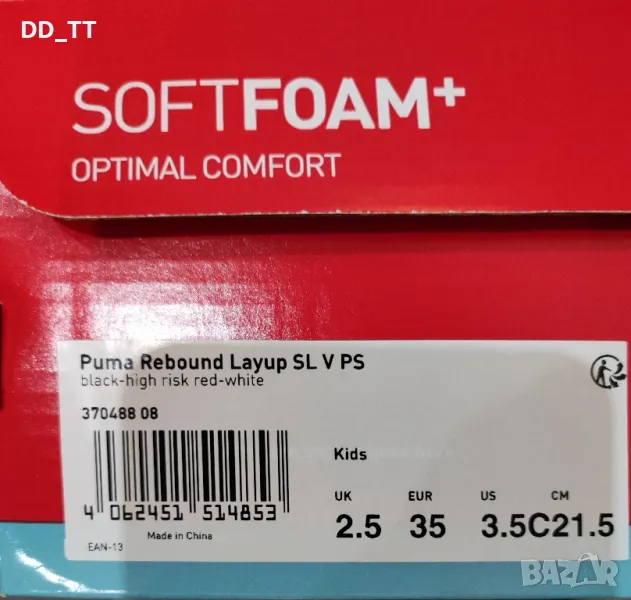 DD_TT
SOFTFOAM+
OPTIMAL COMFORT
Puma Rebound Layup SL V PS
black-high risk red-white
370488 08
Kids
UK EUR US CM
2.5 35 3.5C 21.5
4 062451 514853
Made in China
EAN-13
BAZAR